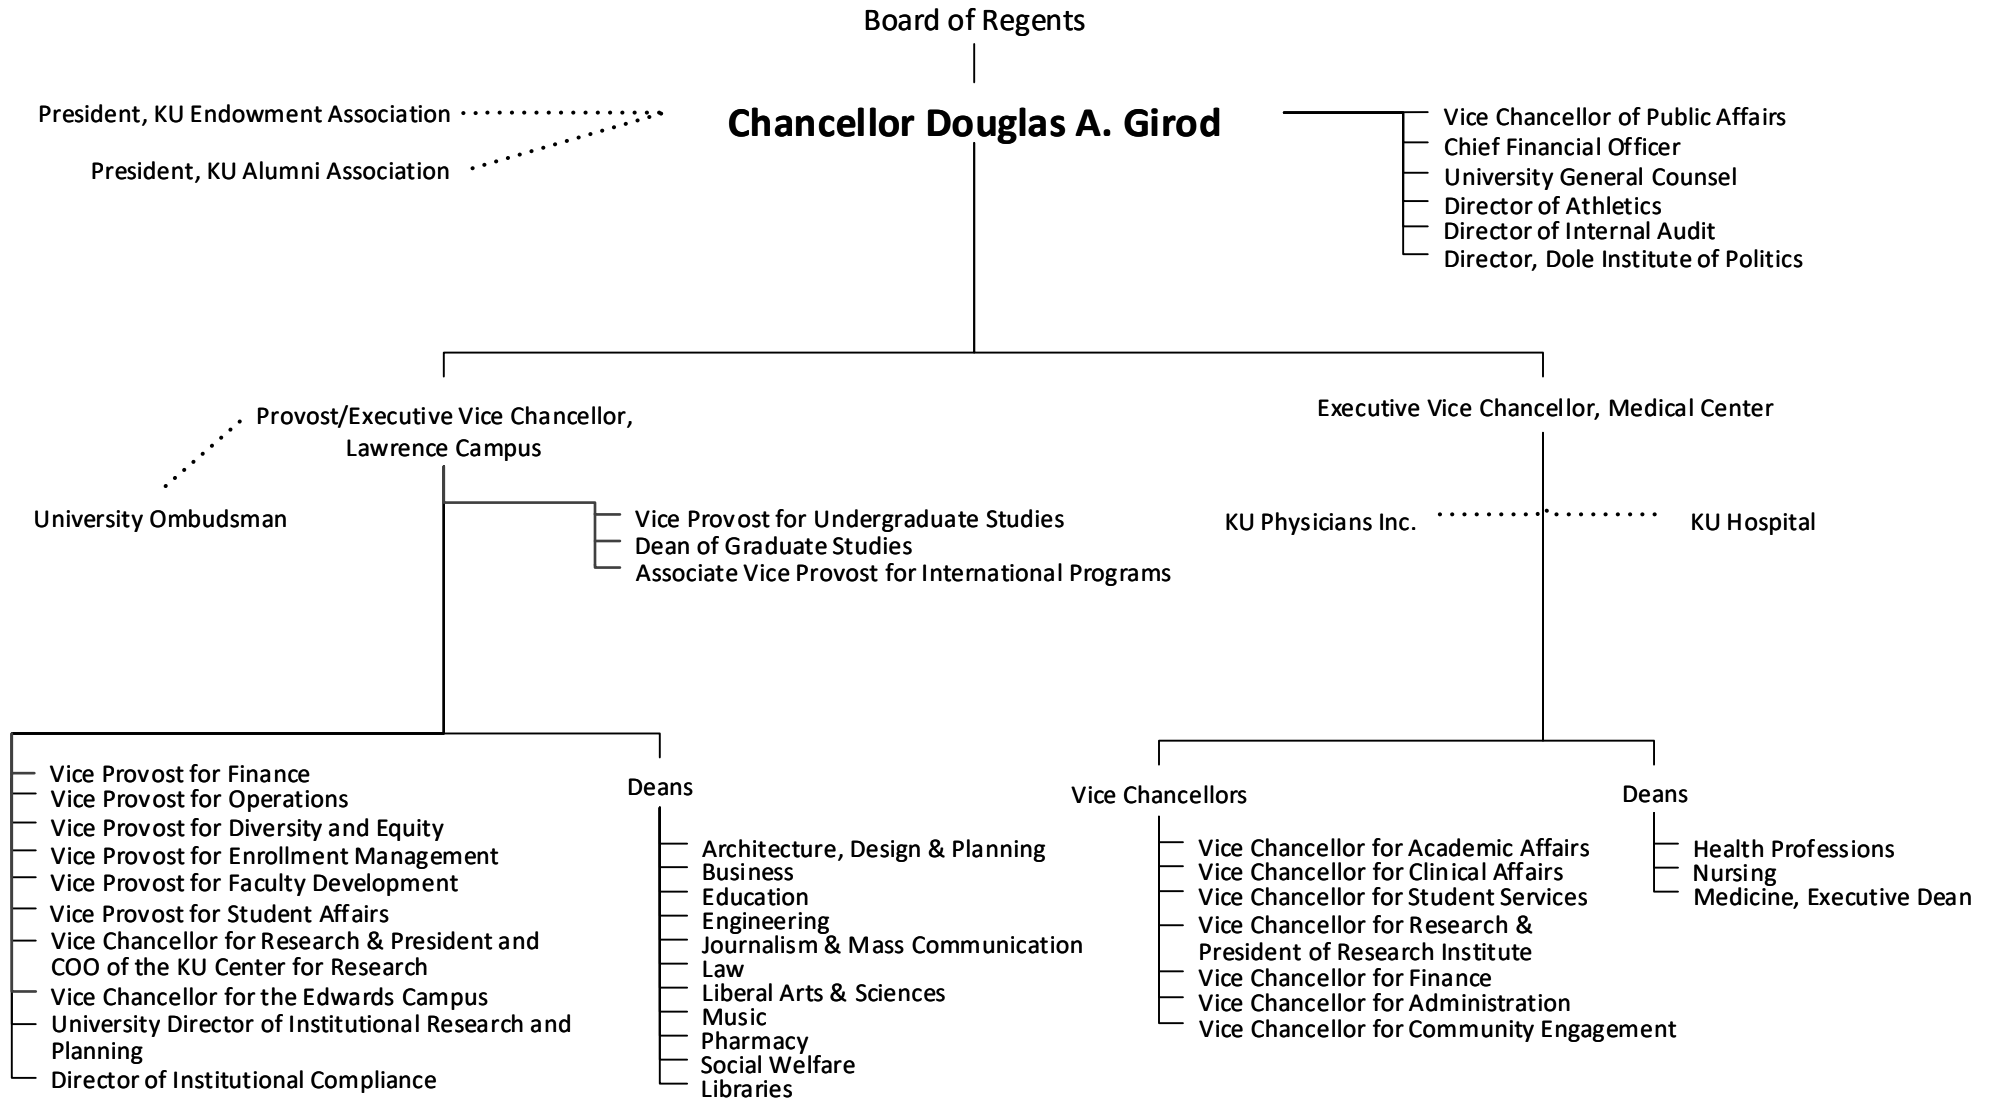 Board of Regents
President, KU Endowment Association
Chancellor Douglas A. Girod
President, KU Alumni Association
Vice Chancellor of Public Affairs
Chief Financial Officer
University General Counsel
Director of Athletics
Director of Internal Audit
Director, Dole Institute of Politics
Provost/Executive Vice Chancellor,
Lawrence Campus
Executive Vice Chancellor, Medical Center
University Ombudsman
Vice Provost for Undergraduate Studies
Dean of Graduate Studies
Associate Vice Provost for International Programs
KU Physicians Inc.
KU Hospital
Vice Provost for Finance
Vice Provost for Operations
Vice Provost for Diversity and Equity
Vice Provost for Enrollment Management
Vice Provost for Faculty Development
Vice Provost for Student Affairs
Vice Chancellor for Research & President and
COO of the KU Center for Research
Vice Chancellor for the Edwards Campus
University Director of Institutional Research and
Planning
Director of Institutional Compliance
Deans
Architecture, Design & Planning
Business
Education
Engineering
Journalism & Mass Communication
Law
Liberal Arts & Sciences
Music
Pharmacy
Social Welfare
Libraries
Vice Chancellors
Vice Chancellor for Academic Affairs
Vice Chancellor for Clinical Affairs
Vice Chancellor for Student Services
Vice Chancellor for Research &
President of Research Institute
Vice Chancellor for Finance
Vice Chancellor for Administration
Vice Chancellor for Community Engagement
Deans
Health Professions
Nursing
Medicine, Executive Dean